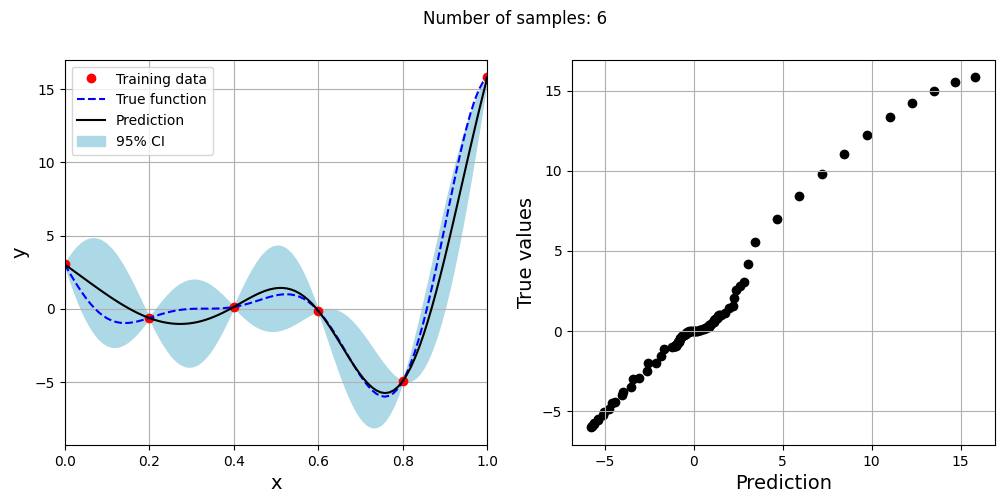 Number of samples: 6
Training data
True function
Prediction
95% CI
15
10
5
0
−5
y
0.0 0.2 0.4 0.6 0.8 1.0
x
15
10
5
0
−5
True values
−5 0 5 10 15
Prediction